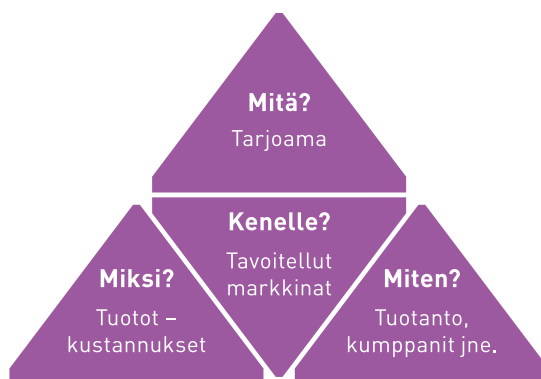 Mitä?
Tarjoama
Kenelle?
Tavoitellut
markkinat
Miksi?
Tuotot –
kustannukset
Miten?
Tuotanto,
kumppanit jne.